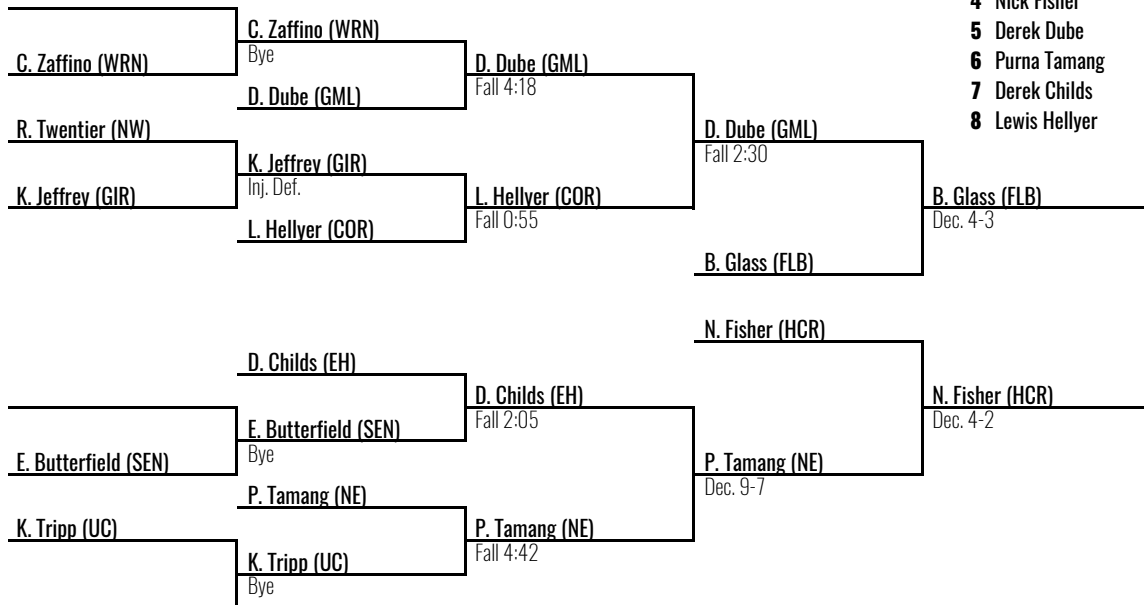 4 Nick Fisher
5 Derek Dube
6 Purna Tamang
7 Derek Childs
8 Lewis Hellyer
C. Zaffino (WRN)
R. Twentier (NW)
K. Jeffrey (GIR)
C. Zaffino (WRN)
Bye
D. Dube (GML)
K. Jeffrey (GIR)
Inj. Def.
L. Hellyer (COR)
D. Dube (GML)
Fall 4:18
L. Hellyer (COR)
Fall 0:55
D. Dube (GML)
Fall 2:30
B. Glass (FLB)
B. Glass (FLB)
Dec. 4-3
E. Butterfield (SEN)
K. Tripp (UC)
D. Childs (EH)
E. Butterfield (SEN)
Bye
P. Tamang (NE)
K. Tripp (UC)
Bye
D. Childs (EH)
Fall 2:05
P. Tamang (NE)
Fall 4:42
N. Fisher (HCR)
P. Tamang (NE)
Dec. 9-7
N. Fisher (HCR)
Dec. 4-2